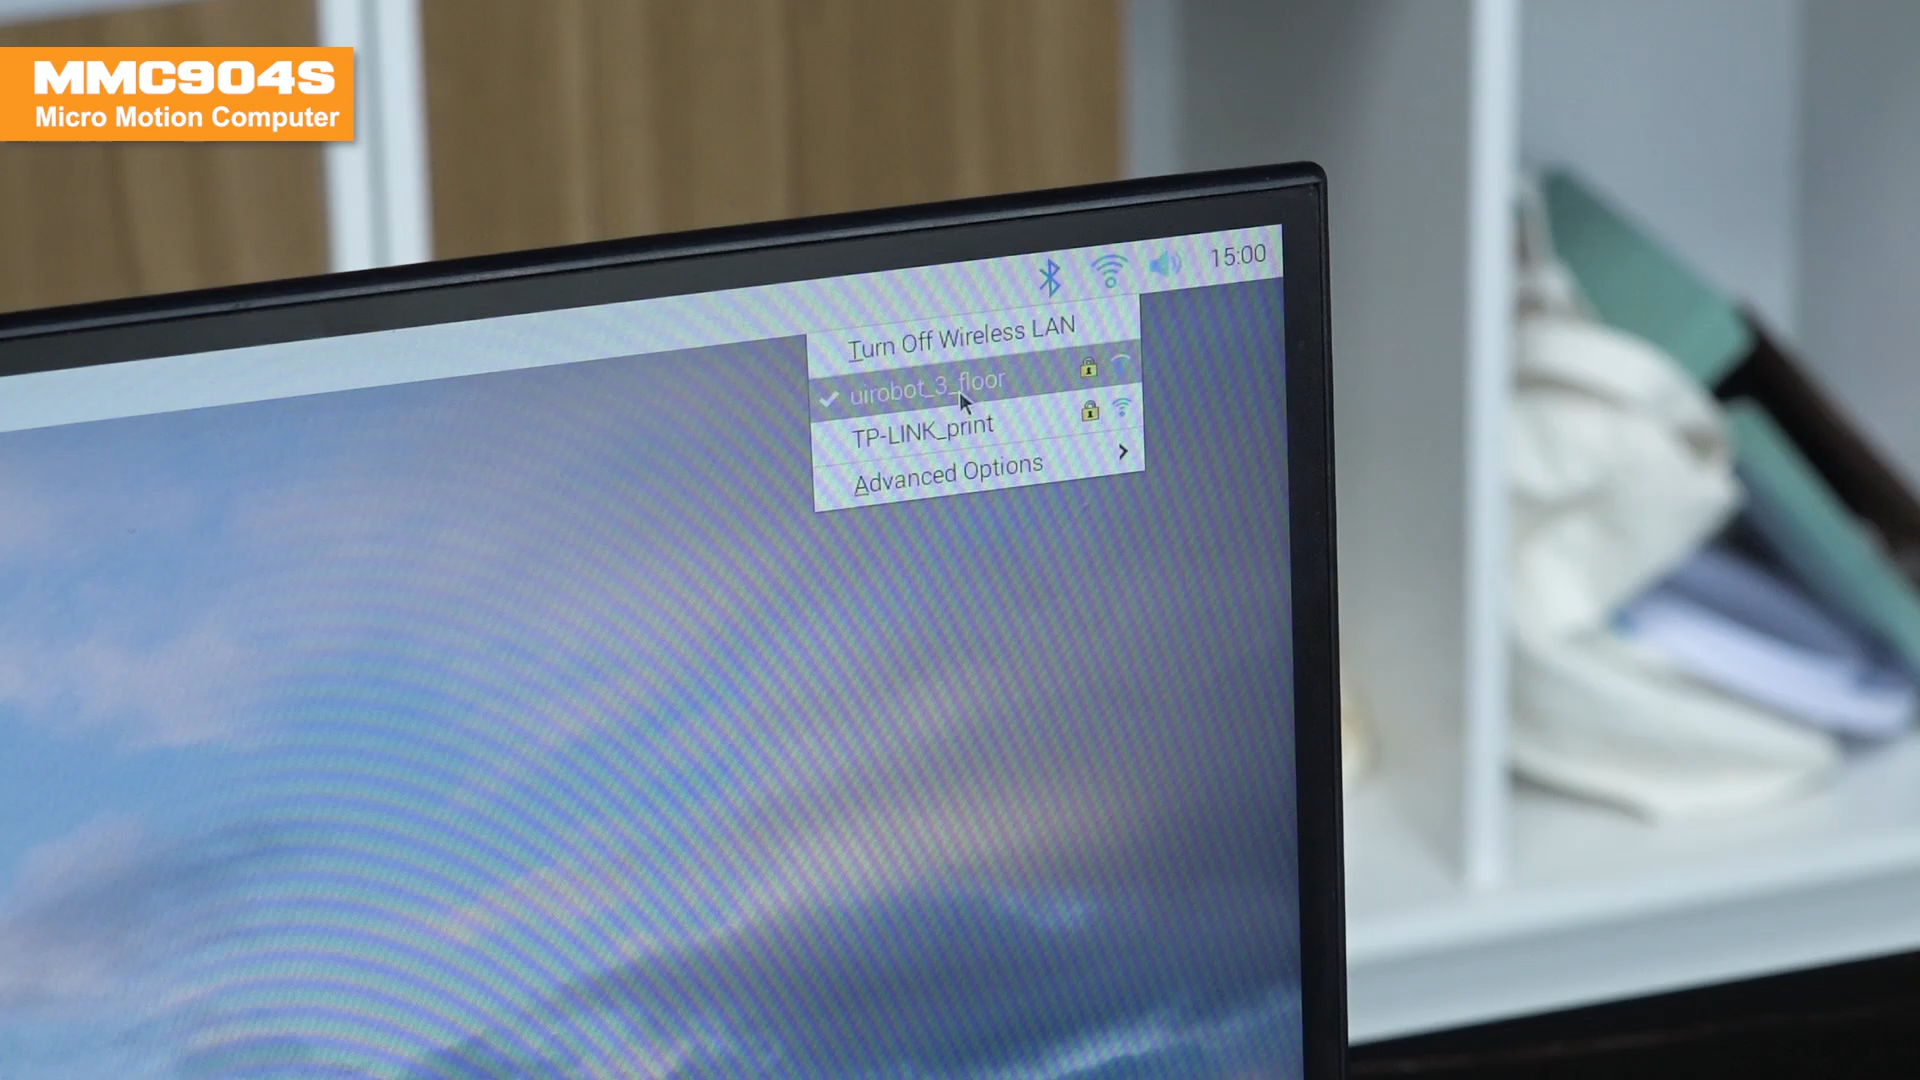 MMC904S
Micro Motion Computer
15:00
Turn Off Wireless LAN
uirobot_3_floor
TP-LINK_print
Advanced Options